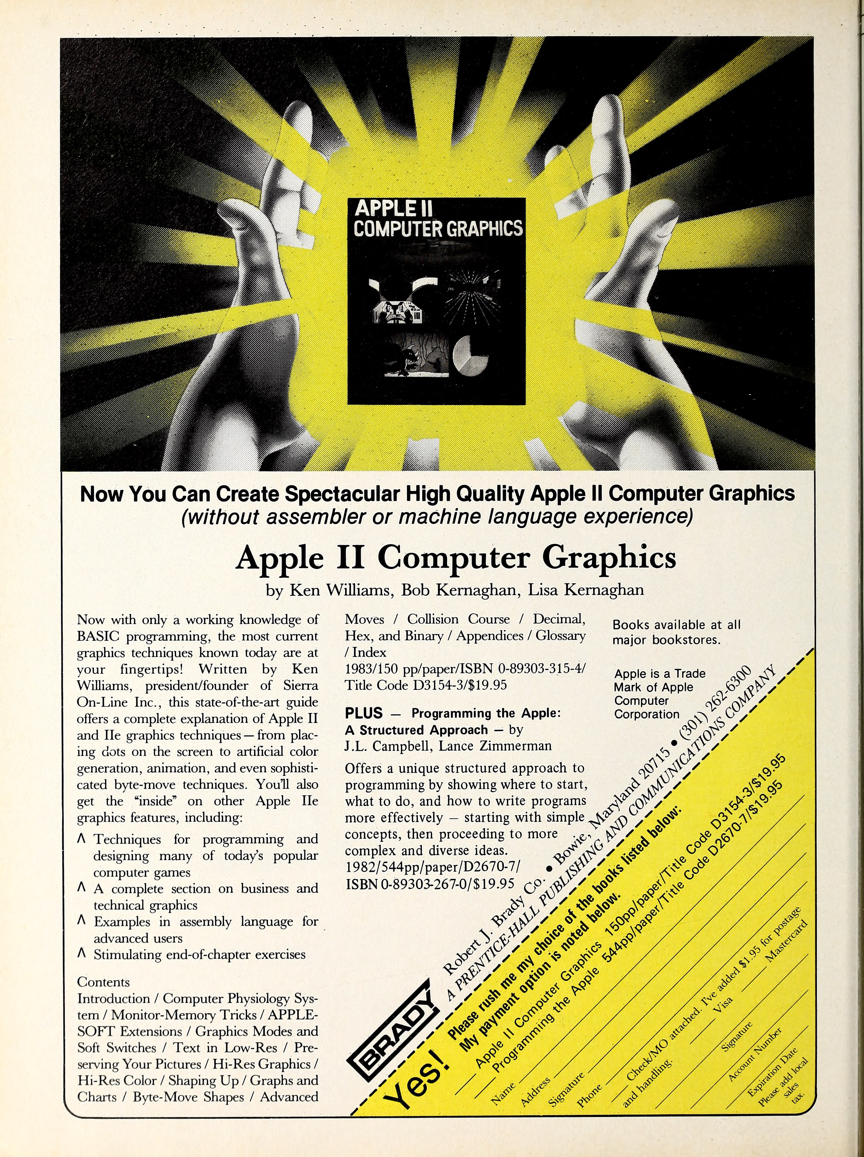 APPLE II
COMPUTER GRAPHICS
Now You Can Create Spectacular High Quality Apple II Computer Graphics
(without assembler or machine language experience)
Apple II Computer Graphics
by Ken Williams, Bob Kernaghan, Lisa Kernaghan
Now with only a working knowledge of
BASIC programming, the most current
graphics techniques known today are at
your fingertips! Written by Ken
Williams, president/founder of Sierra
On-Line Inc., this state-of-the-art guide
offers a complete explanation of Apple II
and IIe graphics techniques—from plac-
ing dots on the screen to artificial color
generation, animation, and even sophisti-
cated byte-move techniques. You'll also
get the "inside" on other Apple IIe
graphics features, including:
Λ Techniques for programming and
designing many of today's popular
computer games
Λ A complete section on business and
technical graphics
Λ Examples in assembly language for
advanced users
Λ Stimulating end-of-chapter exercises
Contents
Introduction / Computer Physiology Sys-
tem / Monitor-Memory Tricks / APPLE-
SOFT Extensions / Graphics Modes and
Soft Switches / Text in Low-Res / Pre-
serving Your Pictures / Hi-Res Graphics /
Hi-Res Color / Shaping Up / Graphs and
Charts / Byte-Move Shapes / Advanced
Moves / Collision Course / Decimal,
Hex, and Binary / Appendices / Glossary
/ Index
1983/150 pp/paper/ISBN 0-89303-315-4/
Title Code D3154-3/$19.95
PLUS — Programming the Apple:
A Structured Approach — by
J.L. Campbell, Lance Zimmerman
Offers a unique structured approach to
programming by showing where to start,
what to do, and how to write programs
more effectively — starting with simple
concepts, then proceeding to more
complex and diverse ideas.
1982/544pp/paper/D2670-7/
ISBN 0-89303-267-0/$19.95
Books available at all
major bookstores.
Apple is a Trade
Mark of Apple
Computer
Corporation
BRADY
Robert J. Brady Co. • Bowie, Maryland 20715 • (301) 262-6300
A PRENTICE-HALL PUBLISHING AND COMMUNICATIONS COMPANY
Yes!
Please rush me my choice of the books listed below:
My payment option is noted below.
Apple II Computer Graphics 150pp/paper/Title Code D3154-3/$19.95
Programming the Apple 544pp/paper/Title Code D2670-7/$19.95
Name
Address
Signature
Phone
Check/MO attached. I've added $1.95 for postage
and handling.
Visa
Mastercard
Signature
Account Number
Expiration Date
Please add local
sales
tax.